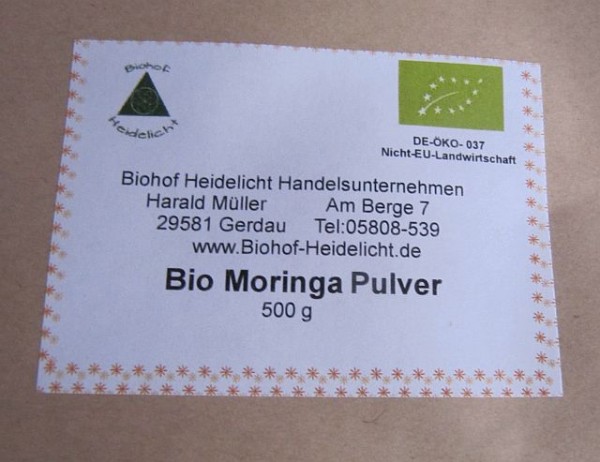 Biohof
Heidelicht
DE-ÖKO- 037
Nicht-EU-Landwirtschaft
Biohof Heidelicht Handelsunternehmen
Harald Müller Am Berge 7
29581 Gerdau Tel:05808-539
www.Biohof-Heidelicht.de
Bio Moringa Pulver
500 g